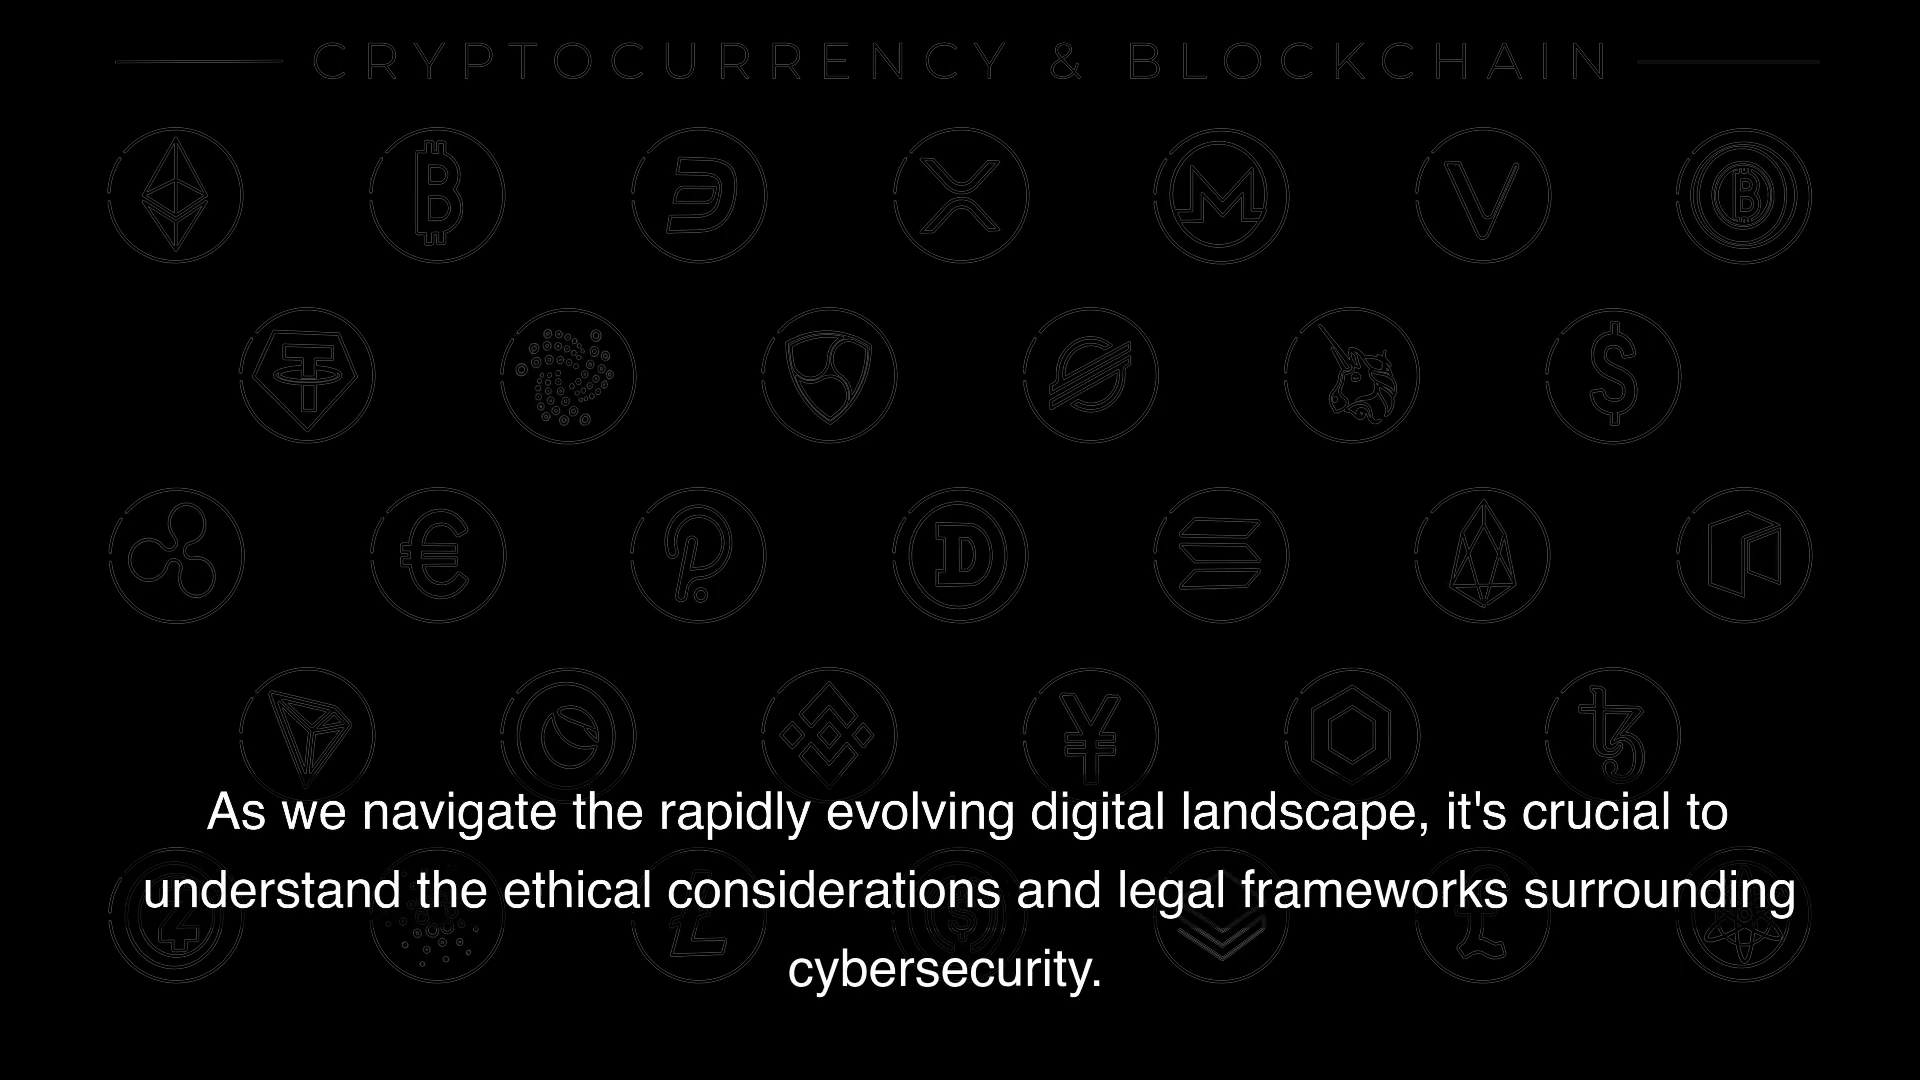 CRYPTOCURRENCY & BLOCKCHAIN
As we navigate the rapidly evolving digital landscape, it's crucial to
understand the ethical considerations and legal frameworks surrounding
cybersecurity.